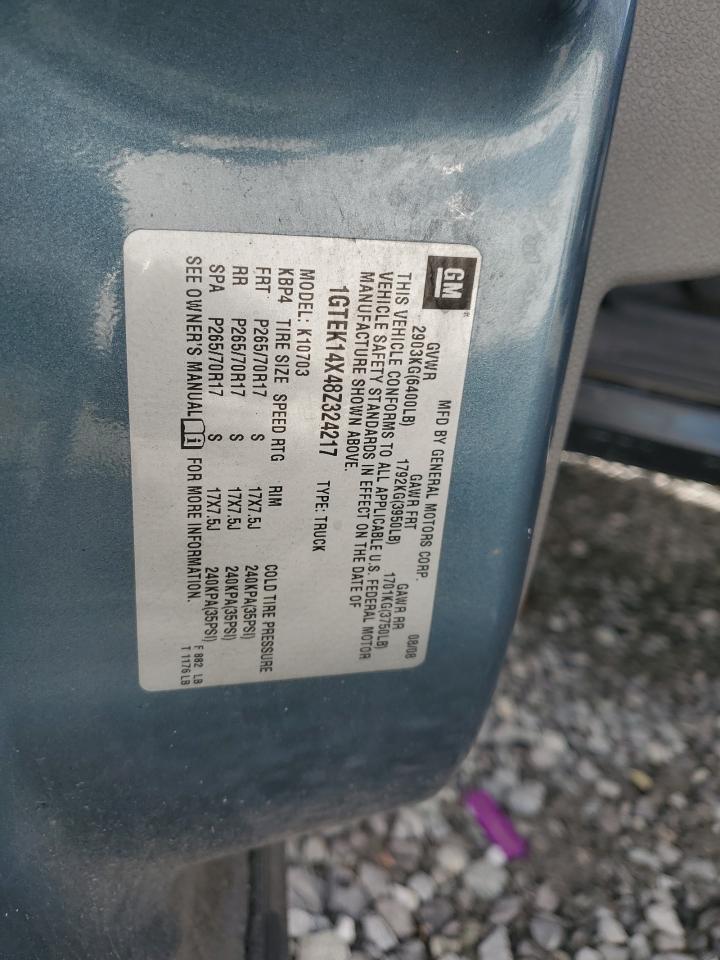 GM
MFD BY GENERAL MOTORS CORP. 08/08
GVWR GAWR FRT GAWR RR
2903KG(6400LB) 1792KG(3950LB) 1701KG(3750LB)
THIS VEHICLE CONFORMS TO ALL APPLICABLE U.S. FEDERAL MOTOR
VEHICLE SAFETY STANDARDS IN EFFECT ON THE DATE OF
MANUFACTURE SHOWN ABOVE.
1GTEK14X48Z324217 TYPE: TRUCK
MODEL: K10703
KBP4 TIRE SIZE SPEED RTG RIM COLD TIRE PRESSURE
FRT P265/70R17 S 17X7.5J 240KPA(35PSI)
RR P265/70R17 S 17X7.5J 240KPA(35PSI)
SPA P265/70R17 S 17X7.5J 240KPA(35PSI)
SEE OWNER'S MANUAL FOR MORE INFORMATION.
F 882 LB
T 1176 LB